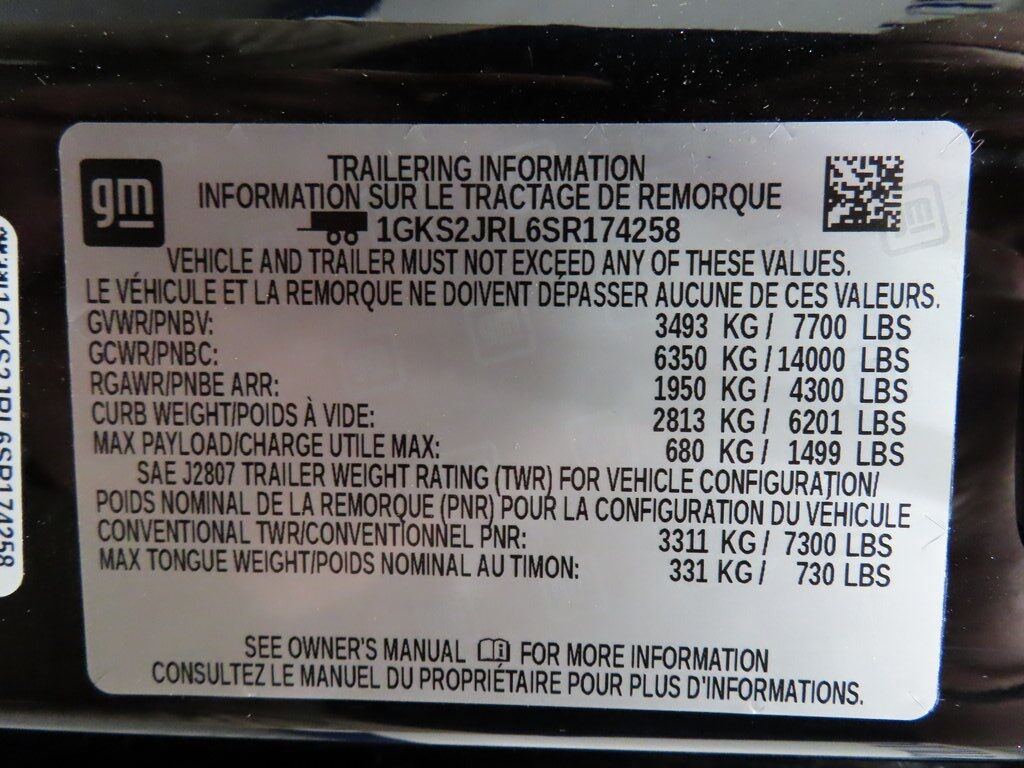 gm
TRAILERING INFORMATION
INFORMATION SUR LE TRACTAGE DE REMORQUE
1GKS2JRL6SR174258
VEHICLE AND TRAILER MUST NOT EXCEED ANY OF THESE VALUES.
LE VÉHICULE ET LA REMORQUE NE DOIVENT DÉPASSER AUCUNE DE CES VALEURS.
GVWR/PNBV: 3493 KG / 7700 LBS
GCWR/PNBC: 6350 KG / 14000 LBS
RGAWR/PNBE ARR: 1950 KG / 4300 LBS
CURB WEIGHT/POIDS À VIDE: 2813 KG / 6201 LBS
MAX PAYLOAD/CHARGE UTILE MAX: 680 KG / 1499 LBS
SAE J2807 TRAILER WEIGHT RATING (TWR) FOR VEHICLE CONFIGURATION/
POIDS NOMINAL DE LA REMORQUE (PNR) POUR LA CONFIGURATION DU VÉHICULE
CONVENTIONAL TWR/CONVENTIONNEL PNR: 3311 KG / 7300 LBS
MAX TONGUE WEIGHT/POIDS NOMINAL AU TIMON: 331 KG / 730 LBS
SEE OWNER'S MANUAL FOR MORE INFORMATION
CONSULTEZ LE MANUEL DU PROPRIÉTAIRE POUR PLUS D'INFORMATIONS.
1GKS2JRL6SR174258